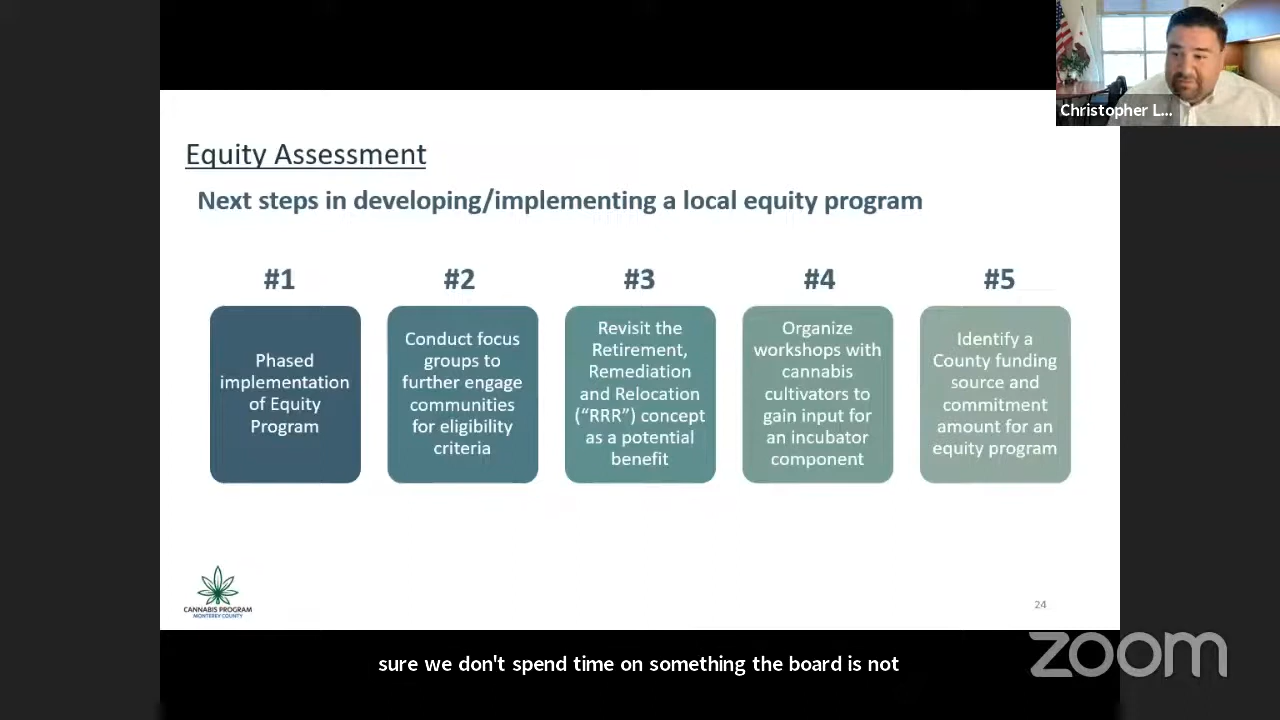 Christopher L...
Equity Assessment
Next steps in developing/implementing a local equity program
#1
#2
#3
#4
#5
Phased
implementation
of Equity
Program
Conduct focus
groups to
further engage
communities
for eligibility
criteria
Revisit the
Retirement,
Remediation
and Relocation
(“RRR”) concept
as a potential
benefit
Organize
workshops with
cannabis
cultivators to
gain input for
an incubator
component
Identify a
County funding
source and
commitment
amount for an
equity program
CANNABIS PROGRAM
MONTEREY COUNTY
24
sure we don't spend time on something the board is not
zoom